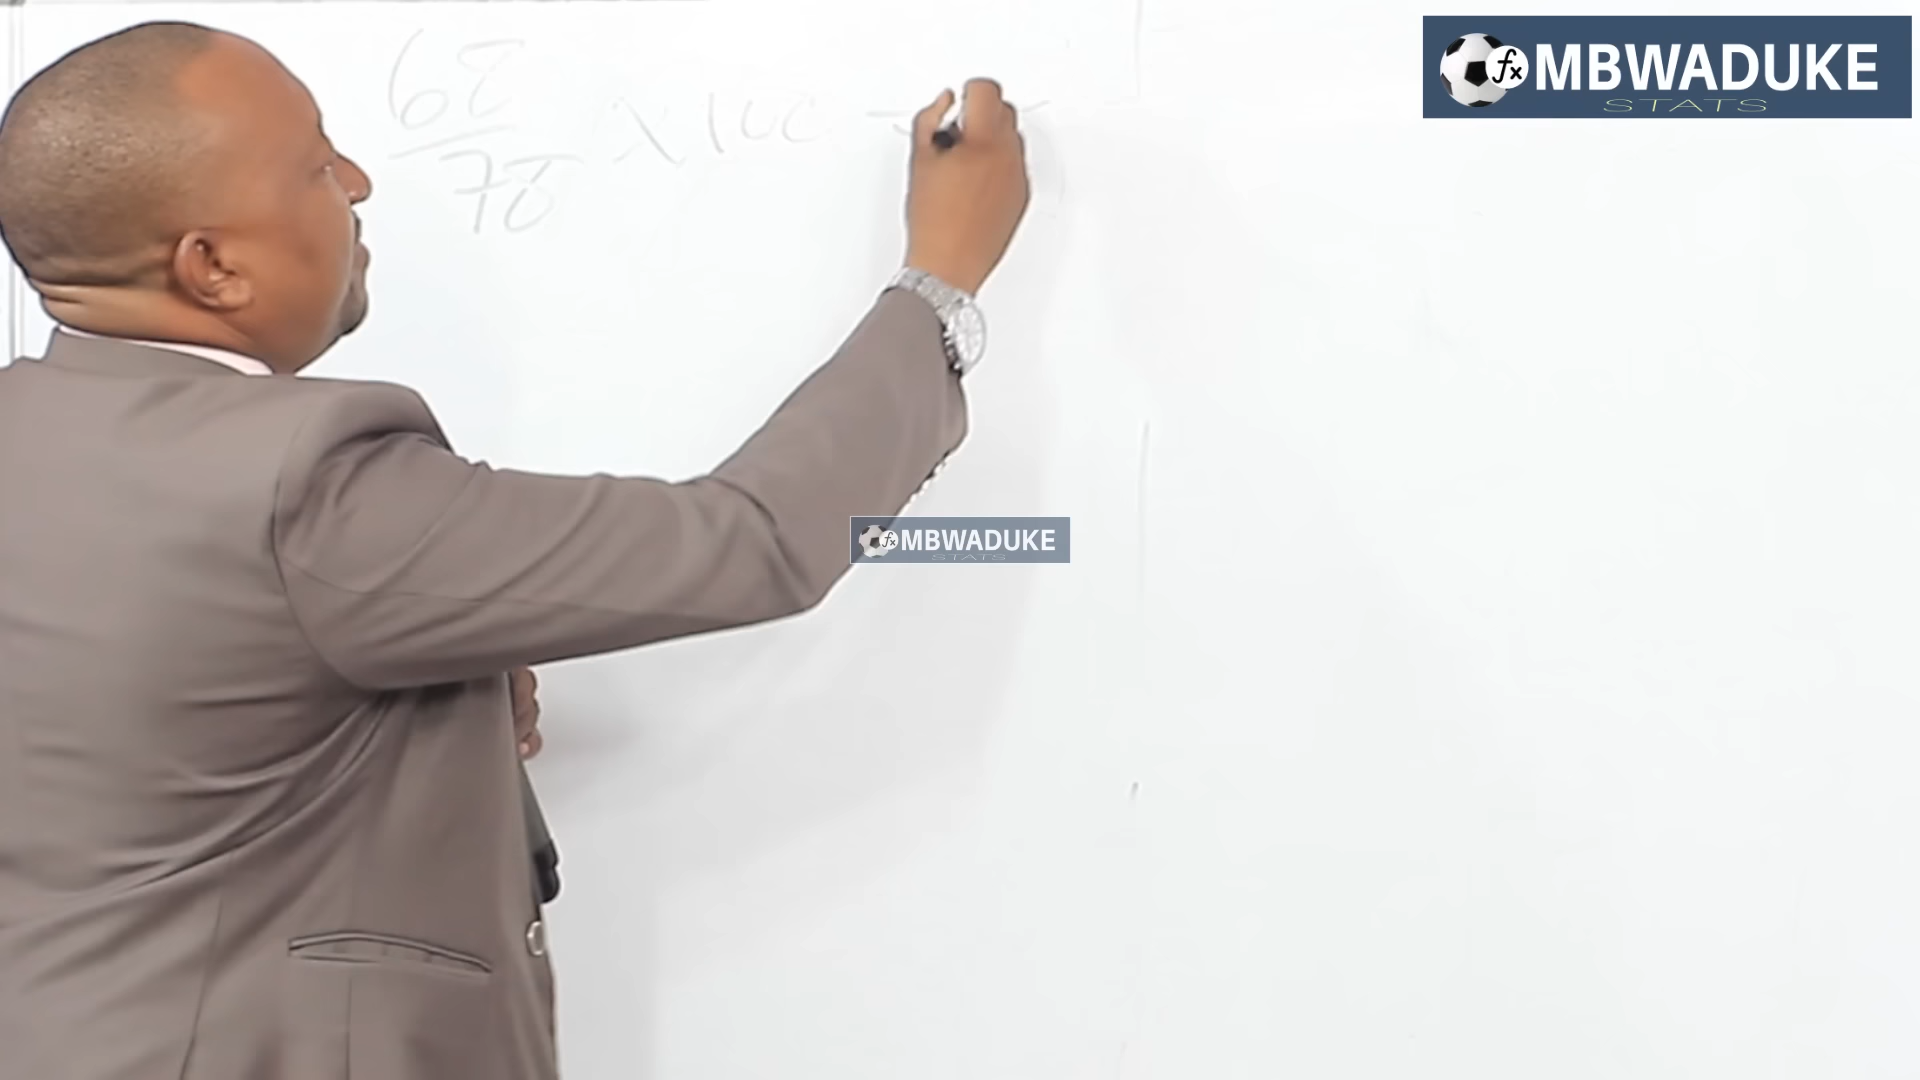 MBWADUKE
STATS
68
78
x 100 =
MBWADUKE
STATS